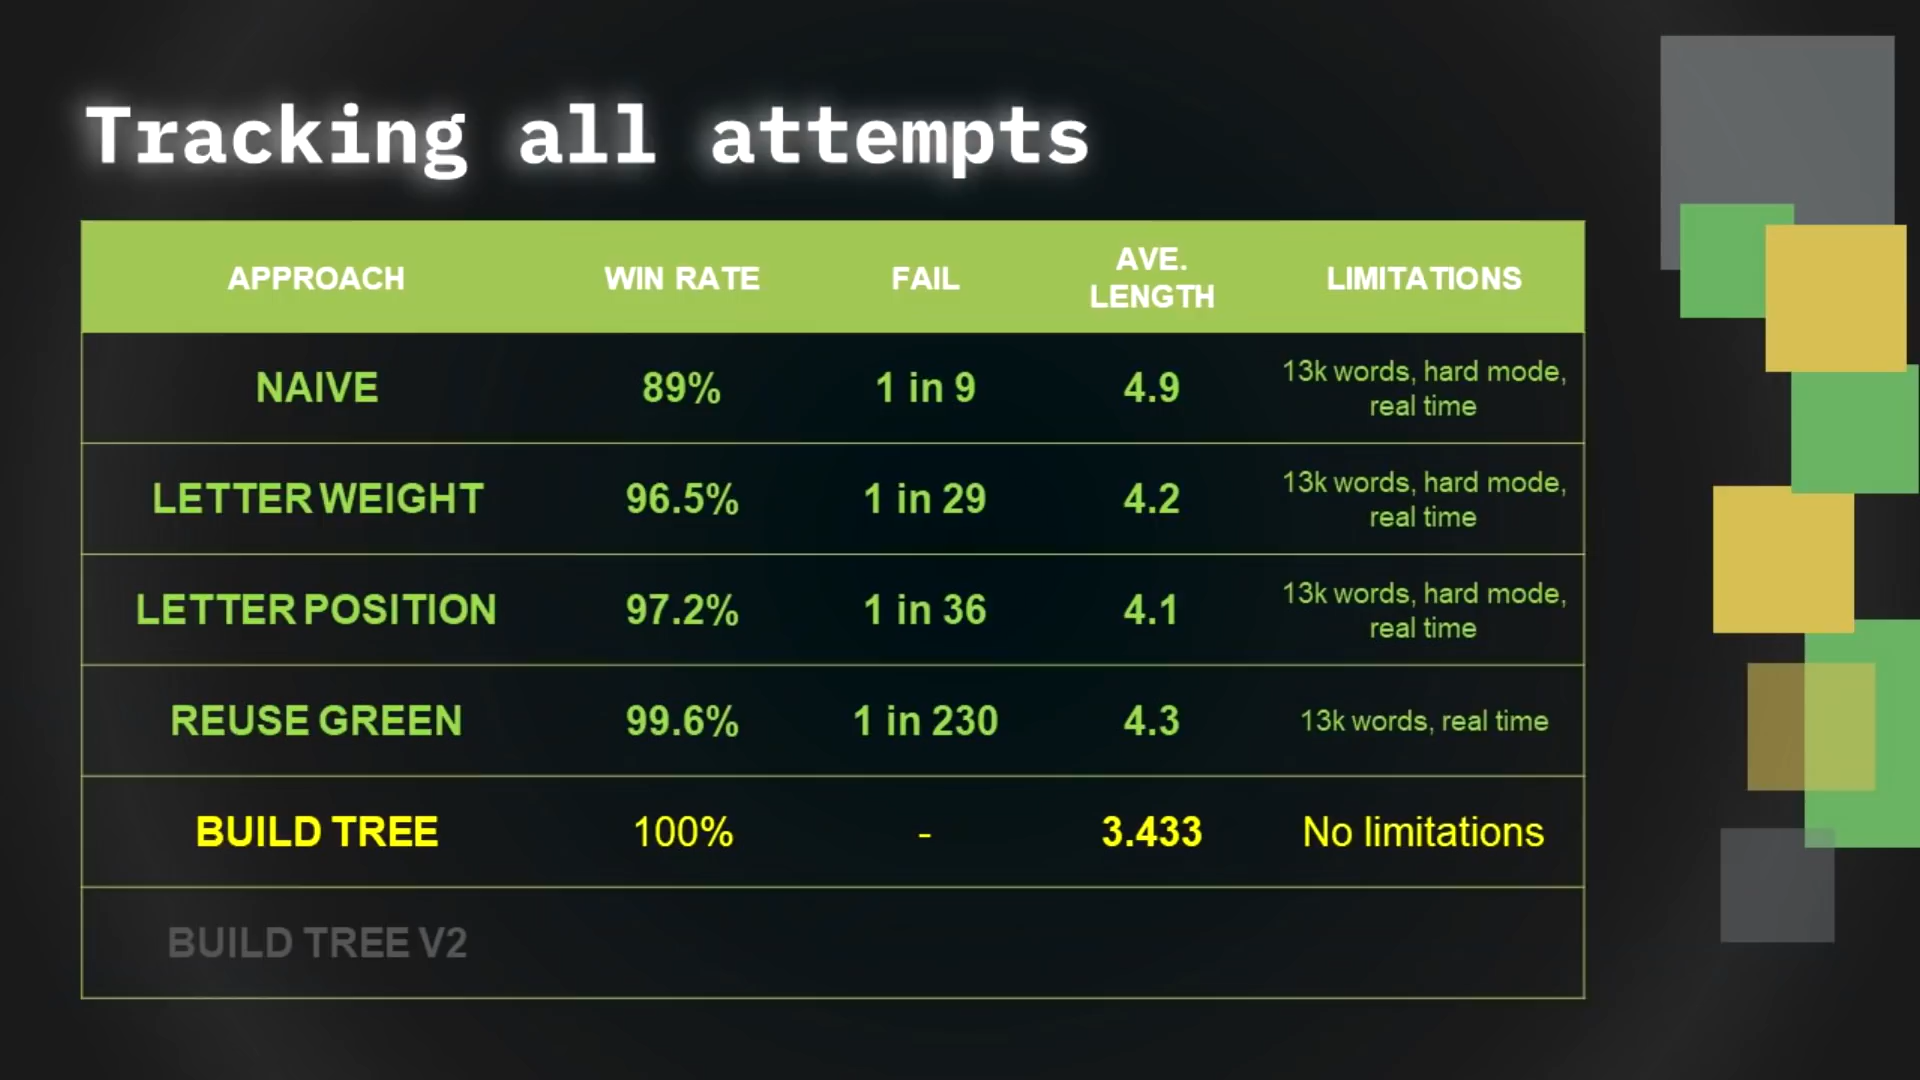 Tracking all attempts
APPROACH WIN RATE FAIL AVE. LENGTH LIMITATIONS
NAIVE 89% 1 in 9 4.9 13k words, hard mode, real time
LETTER WEIGHT 96.5% 1 in 29 4.2 13k words, hard mode, real time
LETTER POSITION 97.2% 1 in 36 4.1 13k words, hard mode, real time
REUSE GREEN 99.6% 1 in 230 4.3 13k words, real time
BUILD TREE 100% - 3.433 No limitations
BUILD TREE V2